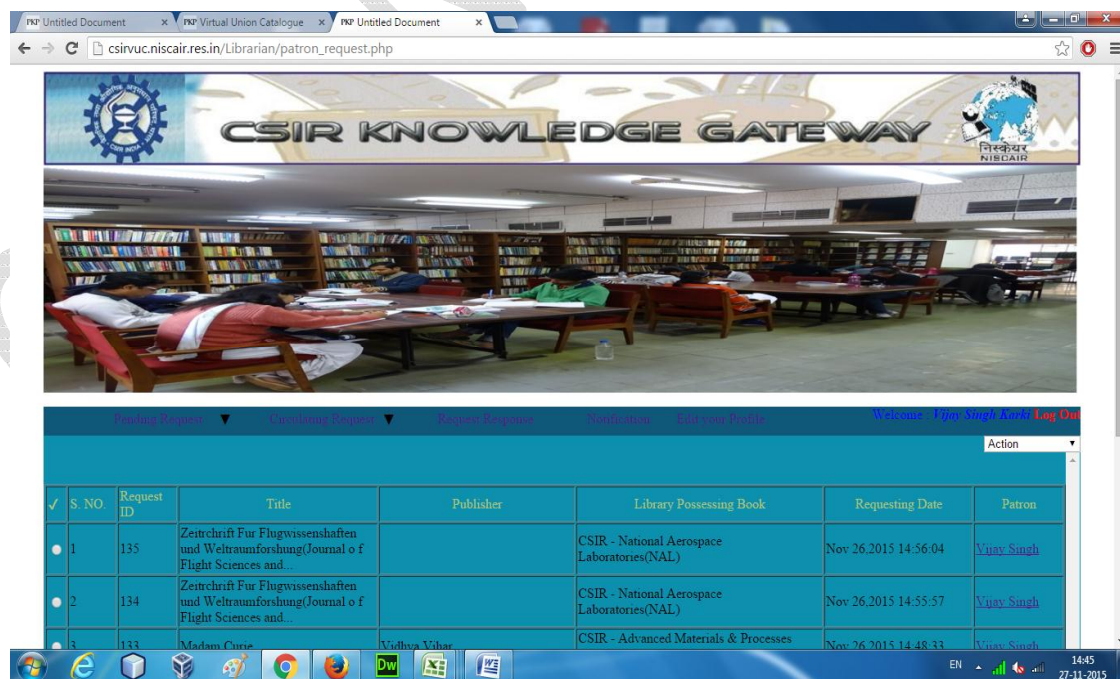 PKP Untitled Document
PKP Virtual Union Catalogue
PKP Untitled Document
csirvuc.niscair.res.in/Librarian/patron_request.php
CSIR KNOWLEDGE GATEWAY
CSIR INDIA
निस्केयर
NISCAIR
Pending Request ▼ Circulating Request ▼ Request Response Notification Edit your Profile Welcome : Vijay Singh Karki Log Out
Action
✓ S. NO. Request ID Title Publisher Library Possessing Book Requesting Date Patron
1 135 Zeitrchrift Fur Flugwissenshaften
und Weltraumforshung(Journal o f
Flight Sciences and...
CSIR - National Aerospace
Laboratories(NAL)
Nov 26,2015 14:56:04 Vijay Singh
2 134 Zeitrchrift Fur Flugwissenshaften
und Weltraumforshung(Journal o f
Flight Sciences and...
CSIR - National Aerospace
Laboratories(NAL)
Nov 26,2015 14:55:57 Vijay Singh
3 133 Madam Curie Vidhya Vihar CSIR - Advanced Materials & Processes Nov 26,2015 14:48:33 Vijay Singh
Dw
EN 14:45
27-11-2015